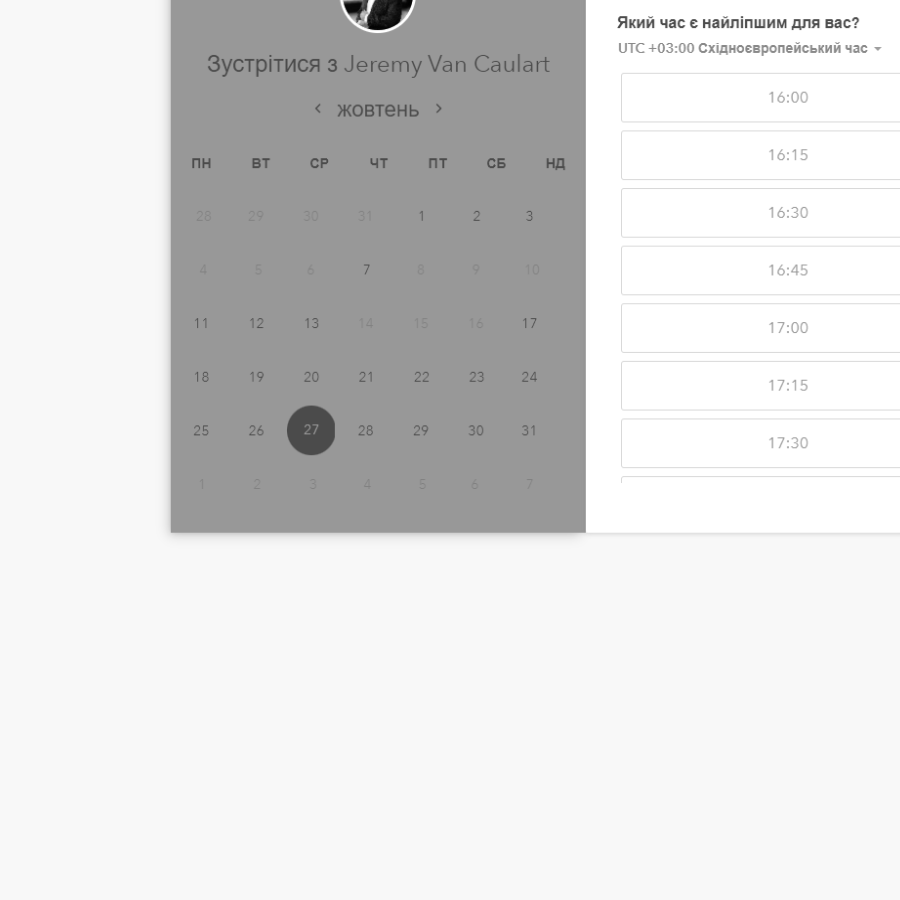 Зустрітися з Jeremy Van Caulart
жовтень
ПН ВТ СР ЧТ ПТ СБ НД
28 29 30 31 1 2 3
4 5 6 7 8 9 10
11 12 13 14 15 16 17
18 19 20 21 22 23 24
25 26 27 28 29 30 31
1 2 3 4 5 6 7
Який час є найліпшим для вас?
UTC +03:00 Східноєвропейський час
16:00
16:15
16:30
16:45
17:00
17:15
17:30